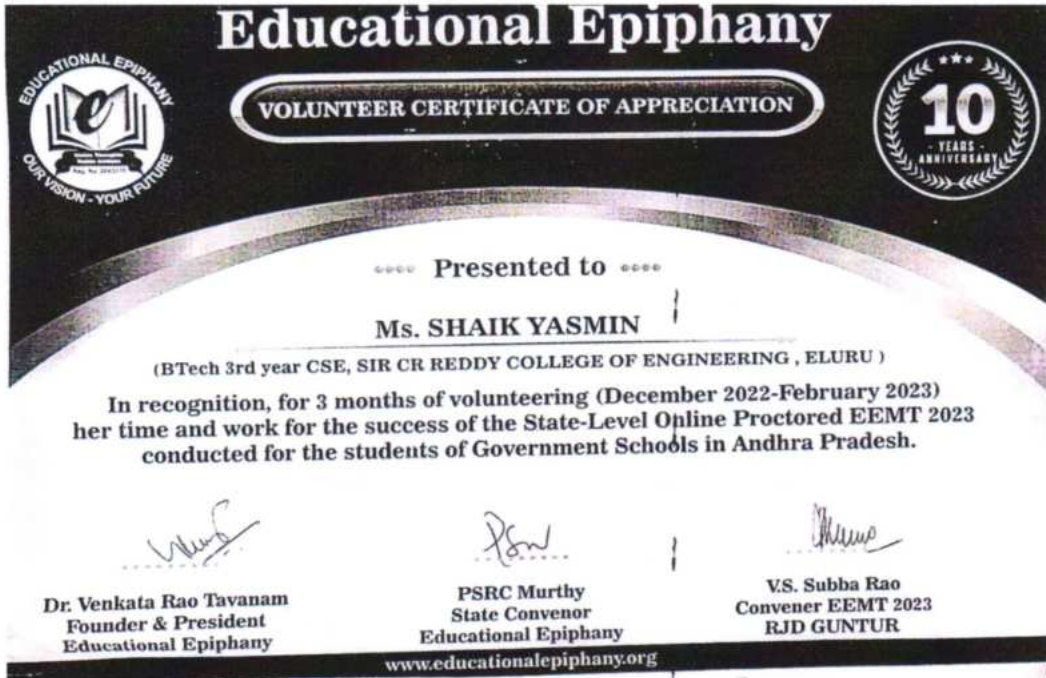 Educational Epiphany
EDUCATIONAL EPIPHANY
e
OUR VISION - YOUR FUTURE
VOLUNTEER CERTIFICATE OF APPRECIATION
10
- YEARS -
ANNIVERSARY
Presented to
Ms. SHAIK YASMIN
(BTech 3rd year CSE, SIR CR REDDY COLLEGE OF ENGINEERING , ELURU )
In recognition, for 3 months of volunteering (December 2022-February 2023)
her time and work for the success of the State-Level Online Proctored EEMT 2023
conducted for the students of Government Schools in Andhra Pradesh.
PSRC Murthy
Dr. Venkata Rao Tavanam
Founder & President
Educational Epiphany
State Convenor
Educational Epiphany
V.S. Subba Rao
Convener EEMT 2023
RJD GUNTUR
www.educationalepiphany.org